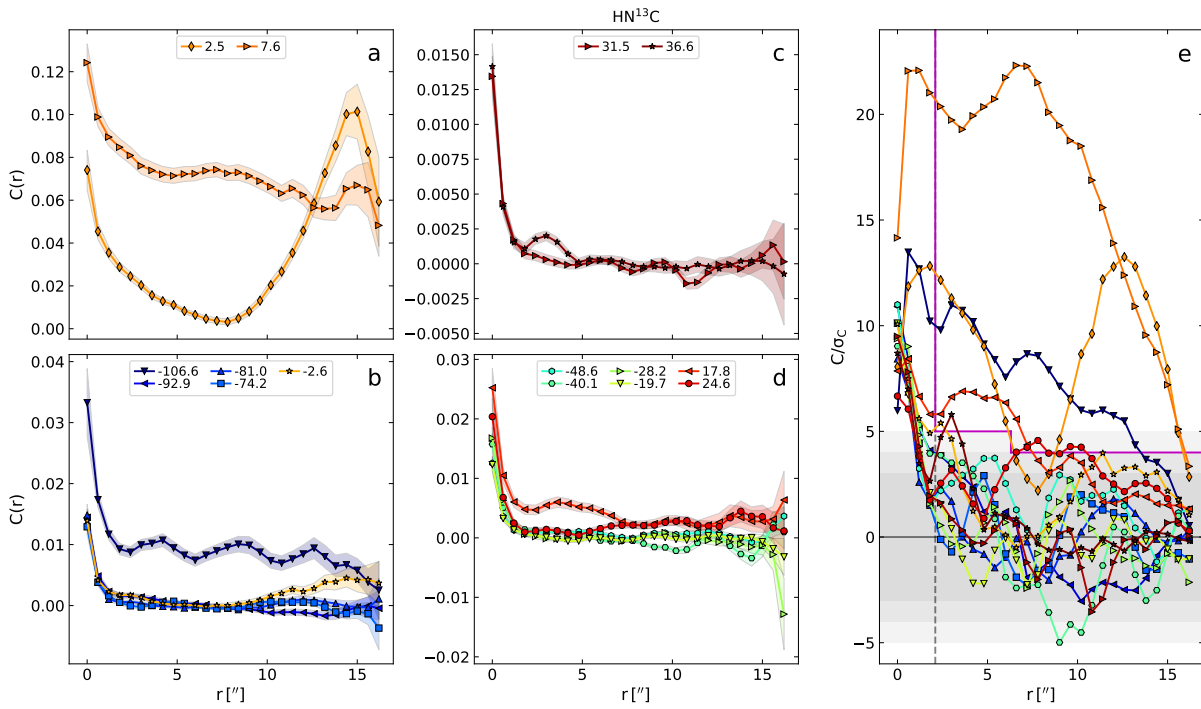 HN¹³C
a
2.5 7.6
C(r)
0.12
0.10
0.08
0.06
0.04
0.02
0.00
c
31.5 36.6
0.0150
0.0125
0.0100
0.0075
0.0050
0.0025
0.0000
−0.0025
−0.0050
e
C/σ_C
20
15
10
5
0
−5
0 5 10 15
r [″]
b
-106.6 -81.0 -2.6
-92.9 -74.2
C(r)
0.04
0.03
0.02
0.01
0.00
0 5 10 15
r [″]
d
-48.6 -28.2 17.8
-40.1 -19.7 24.6
0.03
0.02
0.01
0.00
−0.01
−0.02
0 5 10 15
r [″]